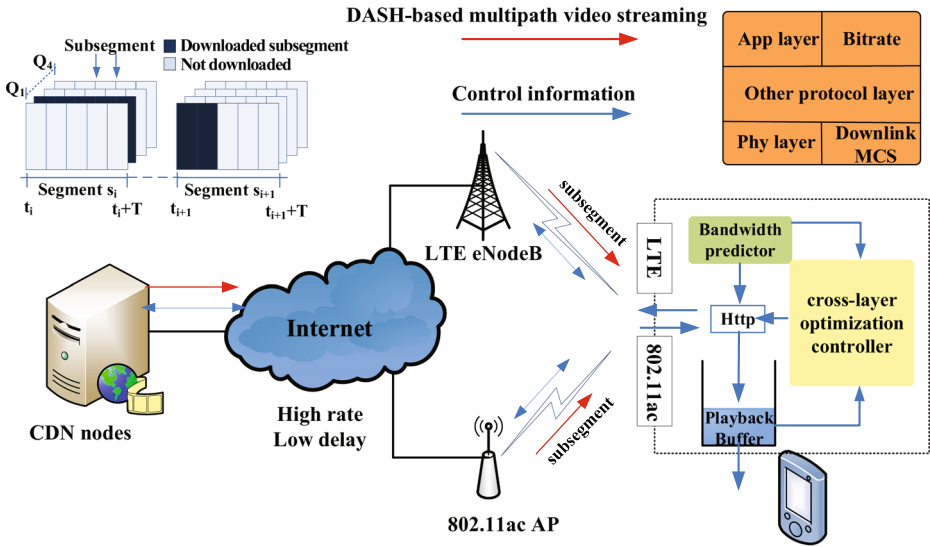 DASH-based multipath video streaming
Subsegment
Downloaded subsegment
Not downloaded
Q4
Q1
Segment si
Segment si+1
ti
ti+T
ti+1
ti+1+T
Control information
App layer
Bitrate
Other protocol layer
Phy layer
Downlink
MCS
LTE eNodeB
subsegment
LTE
802.11ac
Bandwidth
predictor
Http
cross-layer
optimization
controller
Playback
Buffer
Internet
High rate
Low delay
CDN nodes
subsegment
802.11ac AP